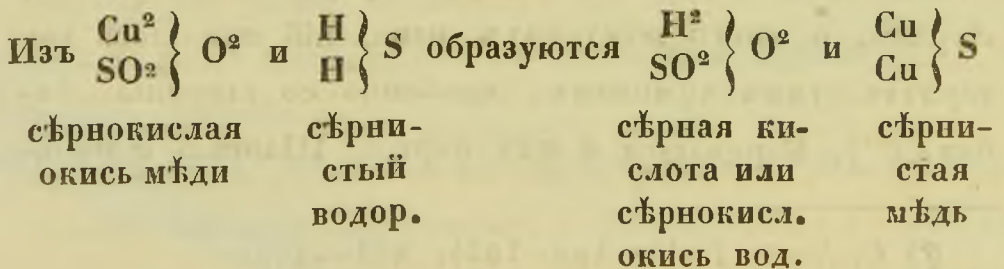 Изъ Cu² SO² } O² и H H } S образуются H² SO² } O² и Cu Cu } S
сѣрнокислая сѣрни- сѣрная ки- сѣрни-
окись мѣди стый слота или стая
водор. сѣрнокисл. мѣдь
окись вод.